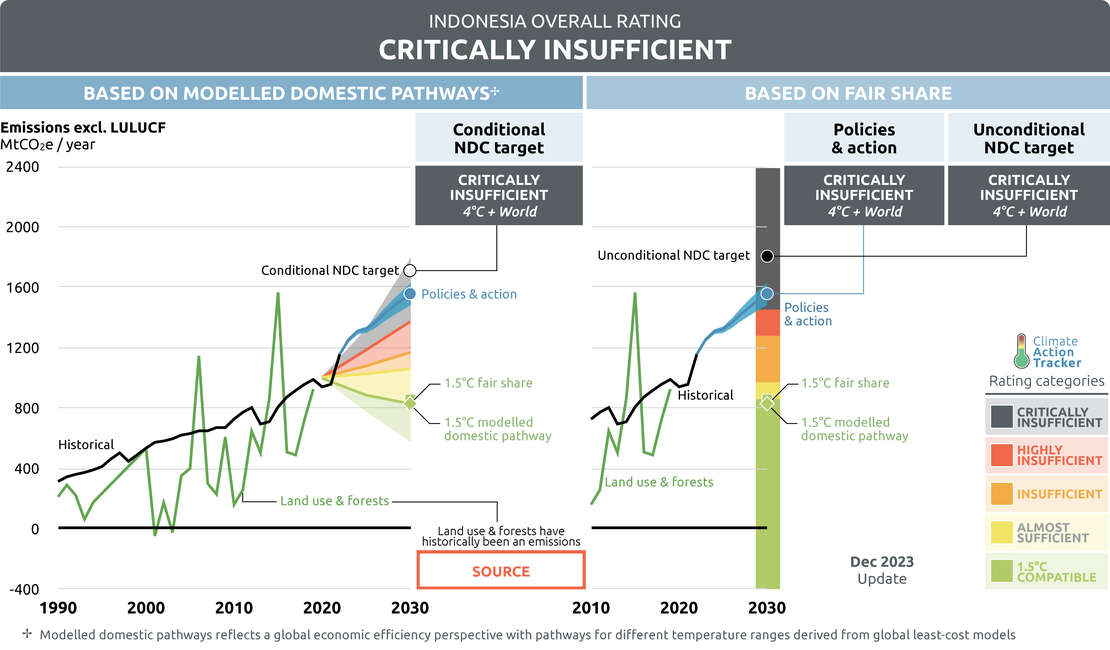 INDONESIA OVERALL RATING
CRITICALLY INSUFFICIENT
BASED ON MODELLED DOMESTIC PATHWAYS✢
BASED ON FAIR SHARE
Emissions excl. LULUCF
MtCO₂e / year
Conditional
NDC target
CRITICALLY
INSUFFICIENT
4°C + World
Policies
& action
CRITICALLY
INSUFFICIENT
4°C + World
Unconditional
NDC target
CRITICALLY
INSUFFICIENT
4°C + World
2400
2000
1600
1200
800
400
0
-400
Conditional NDC target
Policies & action
1.5°C fair share
1.5°C modelled
domestic pathway
Historical
Land use & forests
Land use & forests have
historically been an emissions
SOURCE
1990
2000
2010
2020
2030
Unconditional NDC target
Policies
& action
Historical
1.5°C fair share
1.5°C modelled
domestic pathway
Land use & forests
2010
2020
2030
Dec 2023
Update
Climate
Action
Tracker
Rating categories
CRITICALLY
INSUFFICIENT
HIGHLY
INSUFFICIENT
INSUFFICIENT
ALMOST
SUFFICIENT
1.5°C
COMPATIBLE
✢ Modelled domestic pathways reflects a global economic efficiency perspective with pathways for different temperature ranges derived from global least-cost models